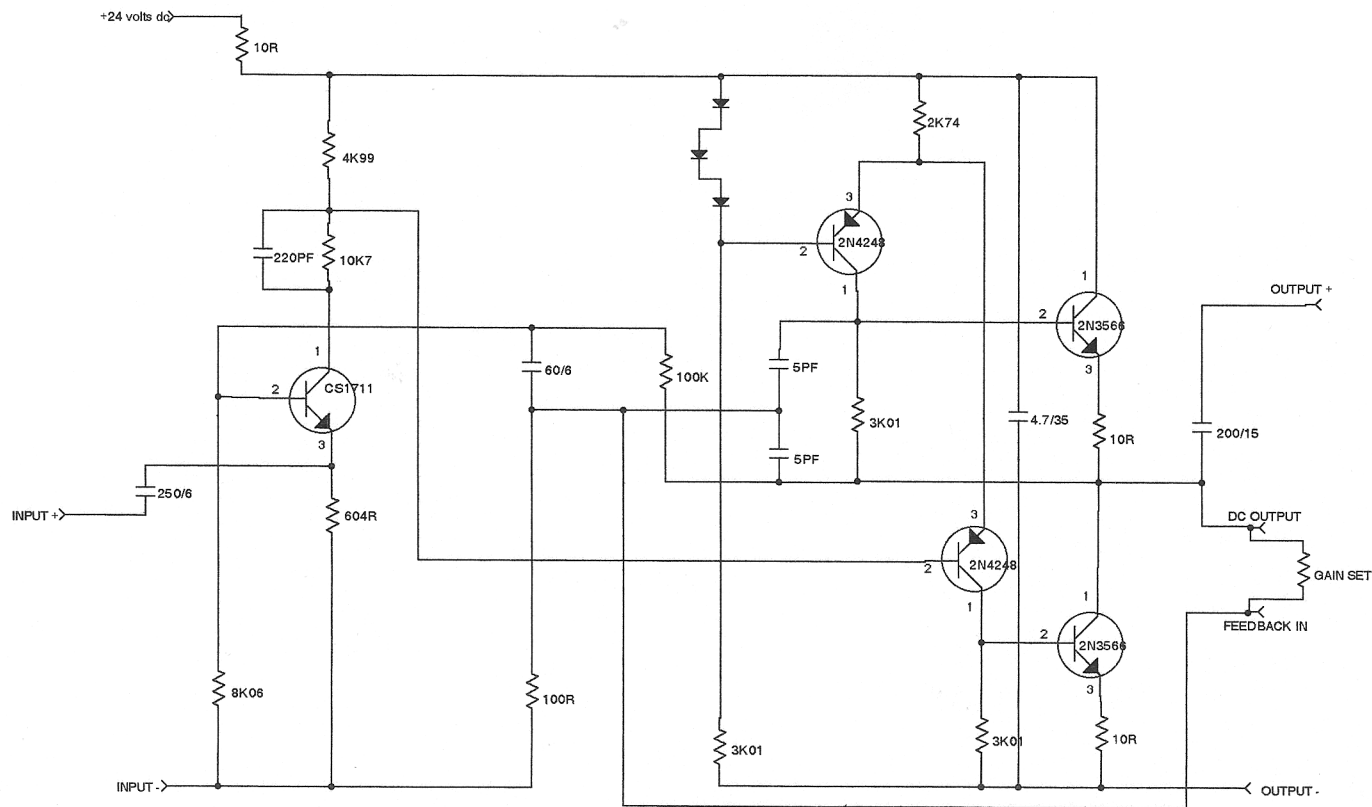 +24 volts dc
10R
4K99
220PF
10K7
1
2
CS1711
3
250/6
INPUT +
604R
8K06
INPUT -
60/6
100K
100R
3K01
2K74
3
2
2N4248
1
5PF
5PF
3K01
4.7/35
1
2
2N3566
3
10R
OUTPUT +
200/15
DC OUTPUT
GAIN SET
FEEDBACK IN
3
2
2N4248
1
3K01
1
2
2N3566
3
10R
OUTPUT -